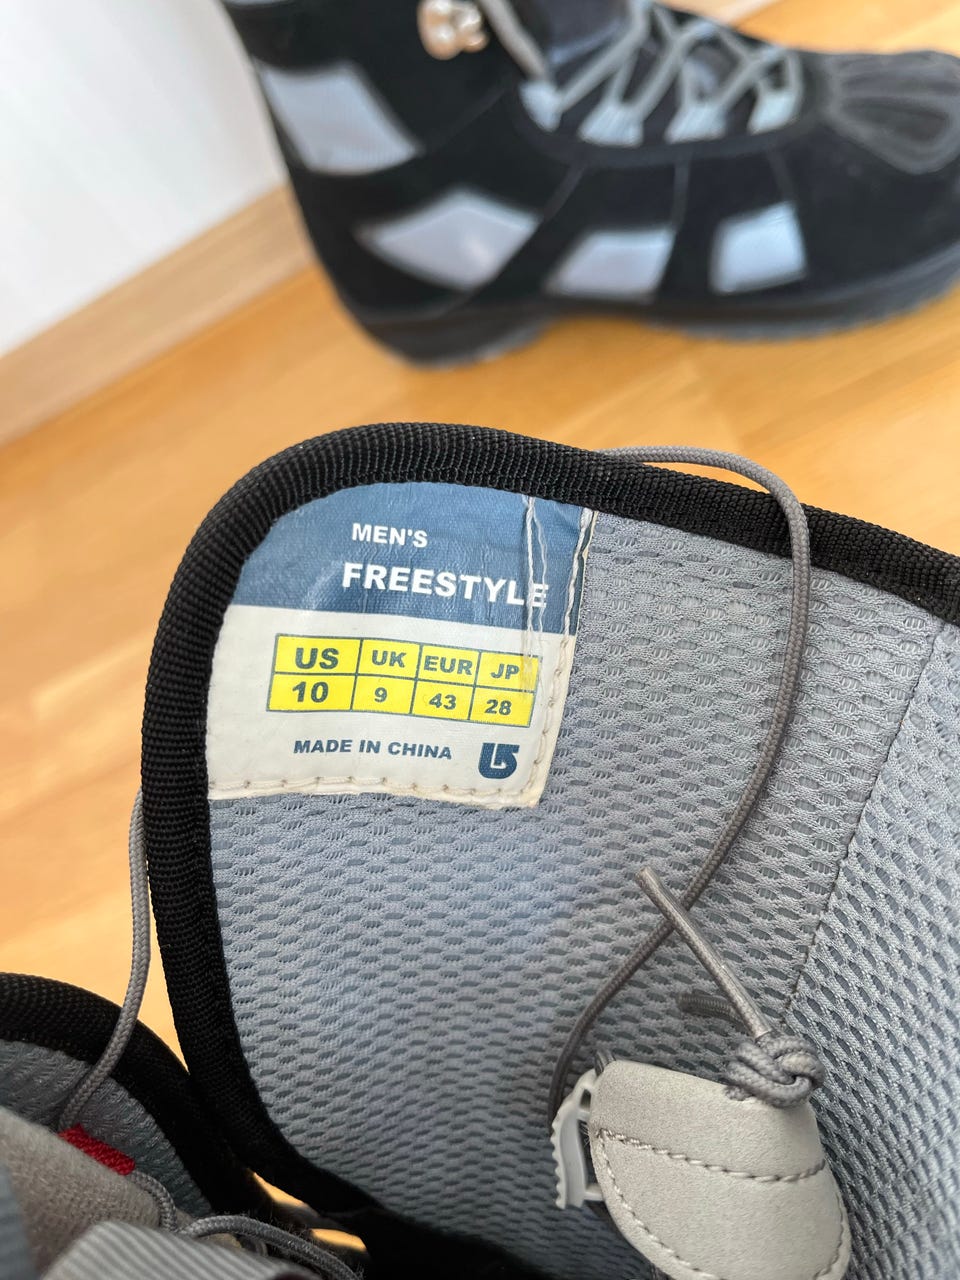 MEN'S
FREESTYLE
US UK EUR JP
10 9 43 28
MADE IN CHINA